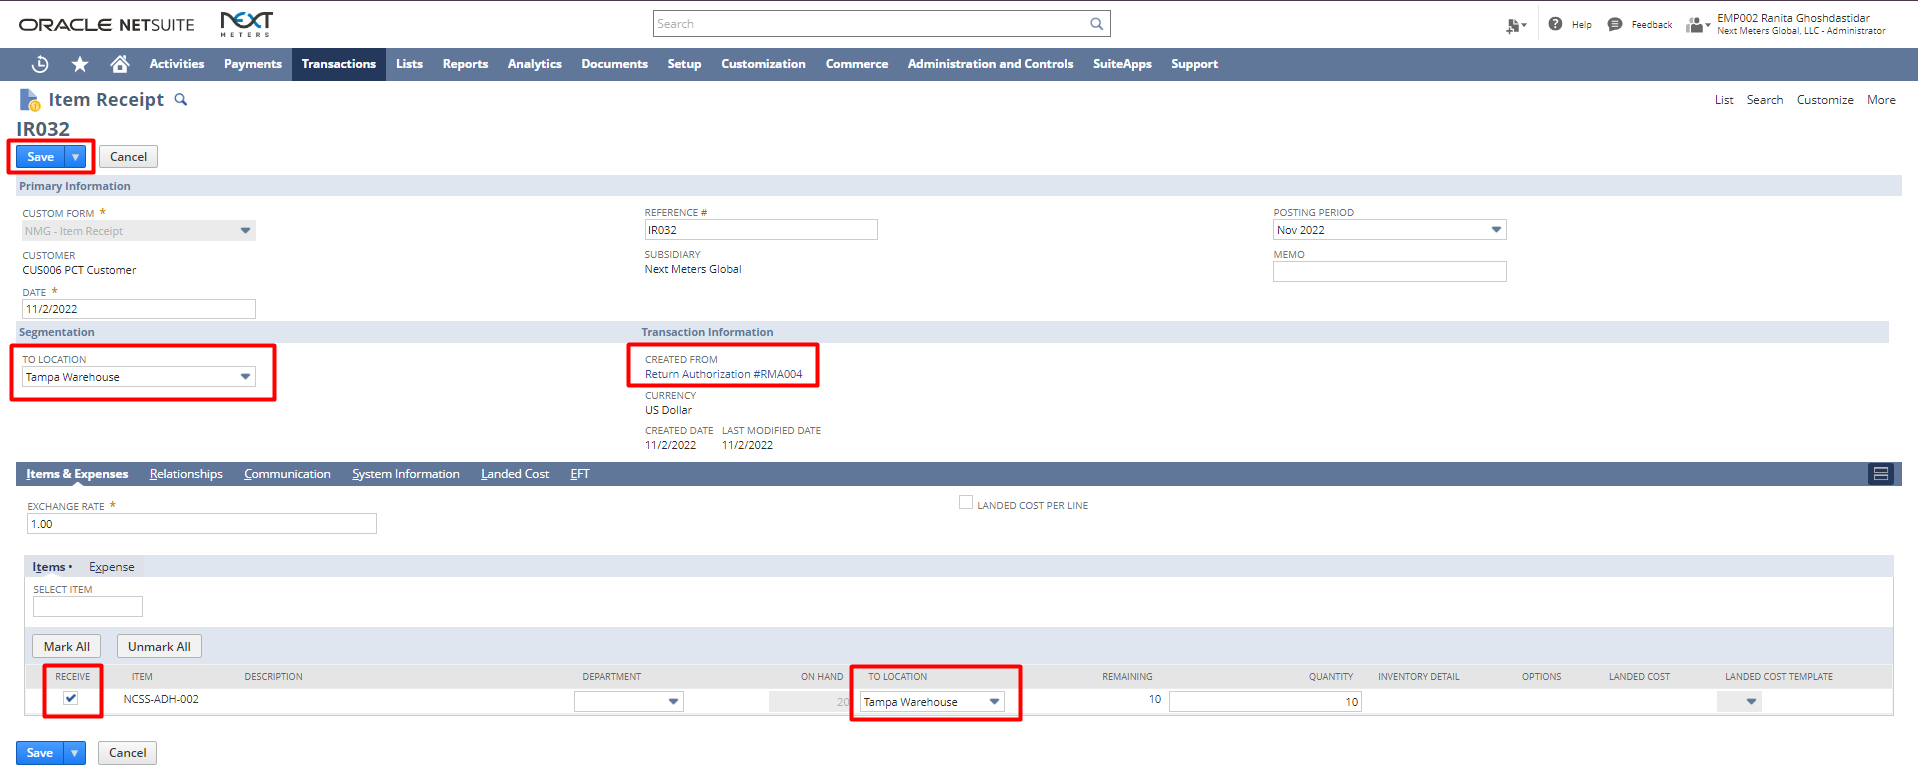 ORACLE NETSUITE
NEXT
METERS
Search
Help
Feedback
EMP002 Ranita Ghoshdastidar
Next Meters Global, LLC - Administrator
Activities
Payments
Transactions
Lists
Reports
Analytics
Documents
Setup
Customization
Commerce
Administration and Controls
SuiteApps
Support
Item Receipt
List
Search
Customize
More
IR032
Save
Cancel
Primary Information
CUSTOM FORM *
NMG - Item Receipt
CUSTOMER
CUS006 PCT Customer
DATE *
11/2/2022
REFERENCE #
IR032
SUBSIDIARY
Next Meters Global
POSTING PERIOD
Nov 2022
MEMO
Segmentation
TO LOCATION
Tampa Warehouse
Transaction Information
CREATED FROM
Return Authorization #RMA004
CURRENCY
US Dollar
CREATED DATE LAST MODIFIED DATE
11/2/2022 11/2/2022
Items & Expenses
Relationships
Communication
System Information
Landed Cost
EFT
EXCHANGE RATE *
1.00
LANDED COST PER LINE
Items •
Expense
SELECT ITEM
Mark All
Unmark All
RECEIVE ITEM DESCRIPTION DEPARTMENT ON HAND TO LOCATION REMAINING QUANTITY INVENTORY DETAIL OPTIONS LANDED COST LANDED COST TEMPLATE
NCSS-ADH-002 20 Tampa Warehouse 10 10
Save
Cancel